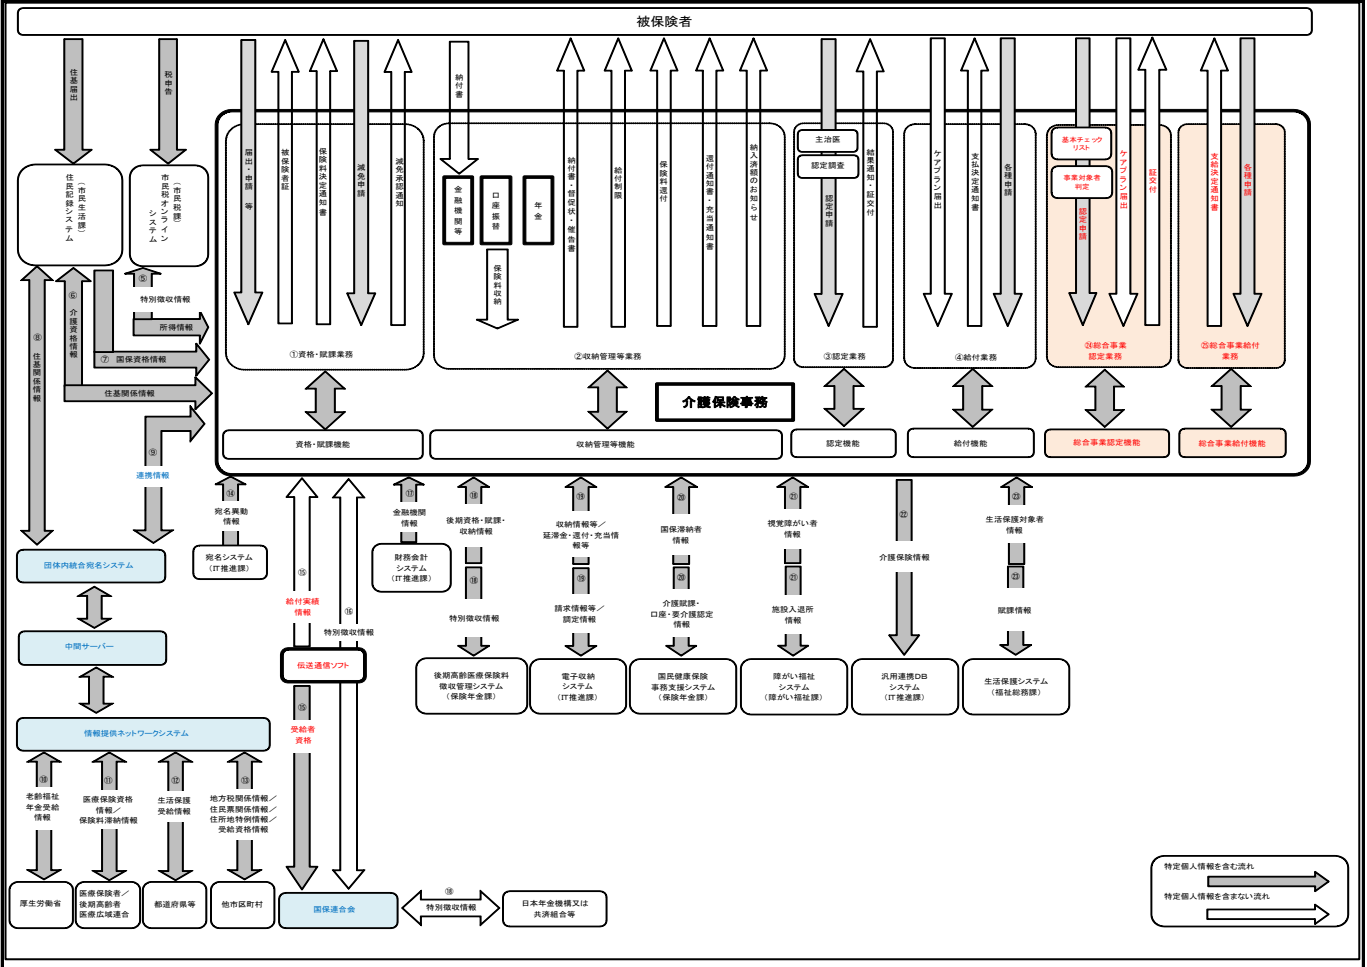 被保険者
住基届出
税申告
届出・申請 等
被保険者証
保険料決定通知書
減免申請
減免承認通知
納付書
納付書・督促状・催告書
給付制限
保険料還付
還付通知書・充当通知書
納入済額のお知らせ
主治医
認定調査
認定申請
結果通知・証交付
ケアプラン届出
支払決定通知書
各種申請
基本チェック
リスト
事業対象者
判定
認定申請
ケアプラン届出
証交付
支給決定通知書
各種申請
(市民生活課)
住民記録システム
(市民税課)
市民税オンライン
システム
金融機関等
口座振替
年金
保険料収納
①資格・賦課業務
②収納管理等業務
③認定業務
④給付業務
㉔総合事業
認定業務
㉕総合事業給付
業務
⑤
特別徴収情報
所得情報
⑥
介護資格情報
⑦
国保資格情報
住基関係情報
⑧
住基関係情報
⑨
連携情報
介護保険事務
資格・賦課機能
収納管理等機能
認定機能
給付機能
総合事業認定機能
総合事業給付機能
⑭
宛名異動
情報
宛名システム
(IT推進課)
⑮
給付実績
情報
⑯
特別徴収情報
伝送通信ソフト
⑮
受給者
資格
⑰
金融機関
情報
財務会計
システム
(IT推進課)
⑱
後期資格・賦課・
収納情報
⑱
特別徴収情報
後期高齢医療保険料
徴収管理システム
(保険年金課)
⑲
収納情報等/
延滞金・還付・充当情
報等
⑲
請求情報等/
調定情報
電子収納
システム
(IT推進課)
⑳
国保滞納者
情報
⑳
介護賦課・
口座・要介護認定
情報
国民健康保険
事務支援システム
(保険年金課)
㉑
視覚障がい者
情報
㉑
施設入退所
情報
障がい福祉
システム
(障がい福祉課)
㉒
介護保険情報
汎用連携DB
システム
(IT推進課)
㉓
生活保護対象者
情報
㉓
賦課情報
生活保護システム
(福祉総務課)
団体内統合宛名システム
中間サーバー
情報提供ネットワークシステム
⑩
老齢福祉
年金受給
情報
⑪
医療保険資格
情報/
保険料滞納情報
⑫
生活保護
受給情報
⑬
地方税関係情報/
住民票関係情報/
住所地特例情報/
受給資格情報
厚生労働省
医療保険者/
後期高齢者
医療広域連合
都道府県等
他市区町村
国保連合会
⑱
特別徴収情報
日本年金機構又は
共済組合等
特定個人情報を含む流れ
特定個人情報を含まない流れ